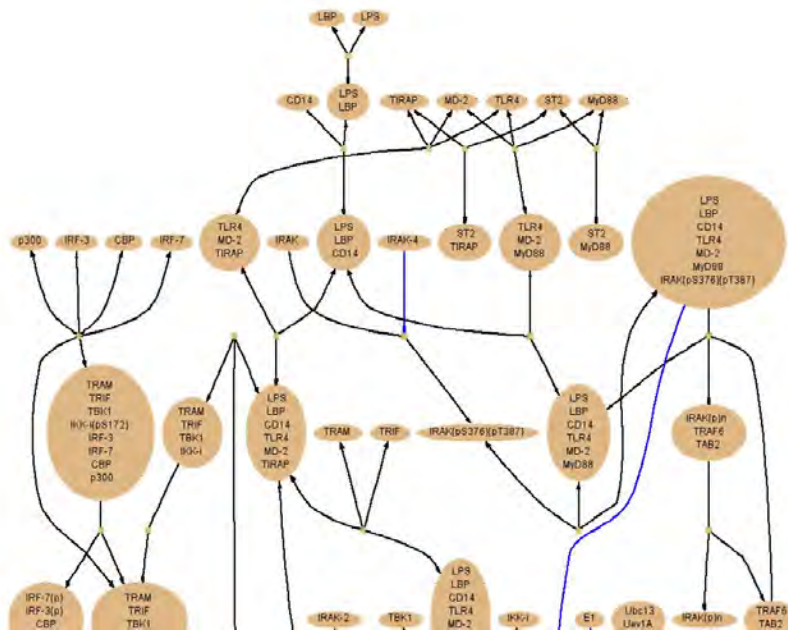 LBP
LPS
CD14
LPS
LBP
TIRAP
MD-2
TLR4
ST2
MyD88
p300
IRF-3
CBP
IRF-7
TLR4
MD-2
TIRAP
IRAK
LPS
LBP
CD14
IRAK-4
ST2
TIRAP
TLR4
MD-2
MyD88
ST2
MyD88
LPS
LBP
CD14
TLR4
MD-2
MyD88
IRAK{pS376}{pT387}
TRAM
TRIF
TBK1
IKK-i{pS172}
IRF-3
IRF-7
CBP
p300
TRAM
TRIF
TBK1
IKK-i
LPS
LBP
CD14
TLR4
MD-2
TIRAP
TRAM
TRIF
IRAK{pS376}{pT387}
LPS
LBP
CD14
TLR4
MD-2
MyD88
IRAK{p}n
TRAF6
TAB2
IRF-7{p}
IRF-3{p}
CBP
TRAM
TRIF
TBK1
IRAK-2
TBK1
LPS
LBP
CD14
TLR4
MD-2
IKK-i
E1
Ubc13
Uev1A
IRAK{p}n
TRAF6
TAB2